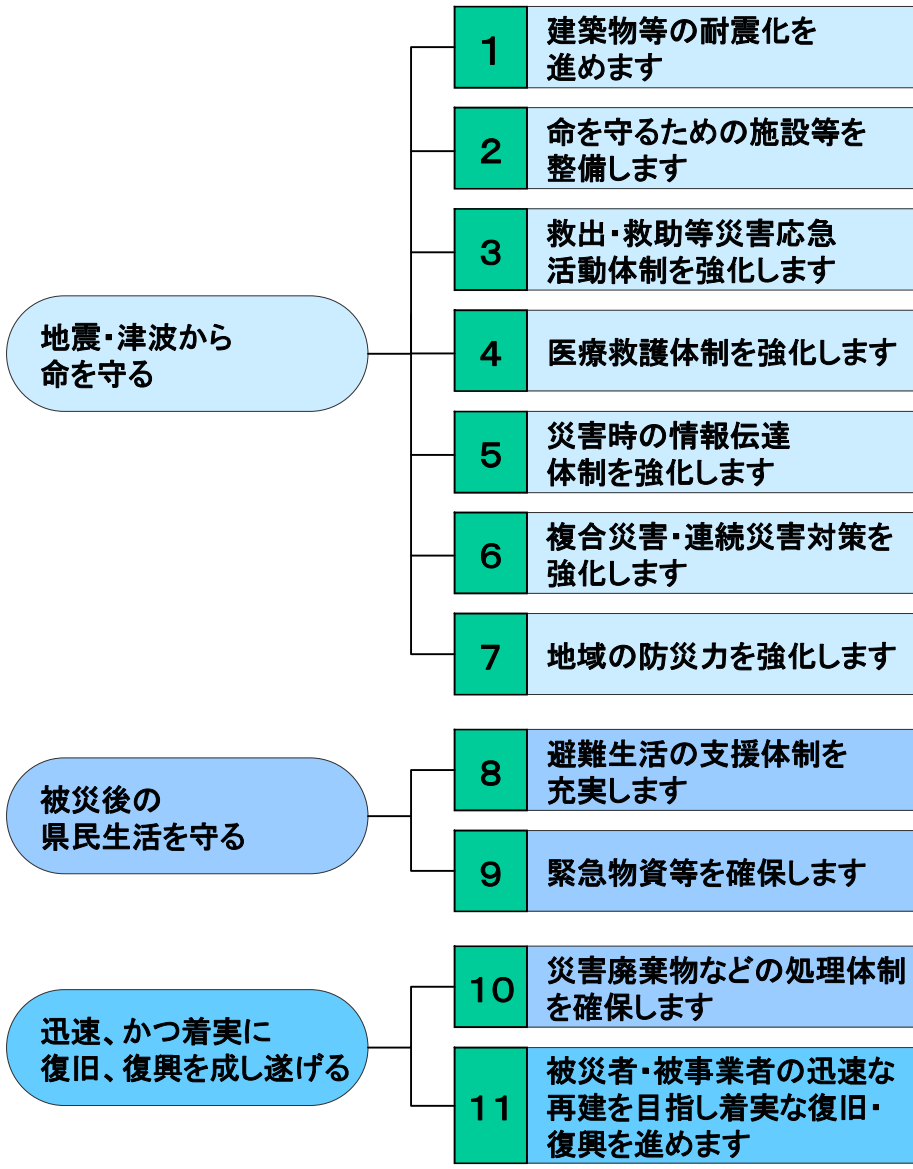 1
建築物等の耐震化を
進めます
2
命を守るための施設等を
整備します
3
救出・救助等災害応急
活動体制を強化します
地震・津波から
命を守る
4
医療救護体制を強化します
5
災害時の情報伝達
体制を強化します
6
複合災害・連続災害対策を
強化します
7
地域の防災力を強化します
被災後の
県民生活を守る
8
避難生活の支援体制を
充実します
9
緊急物資等を確保します
迅速、かつ着実に
復旧、復興を成し遂げる
10
災害廃棄物などの処理体制
を確保します
11
被災者・被事業者の迅速な
再建を目指し着実な復旧・
復興を進めます